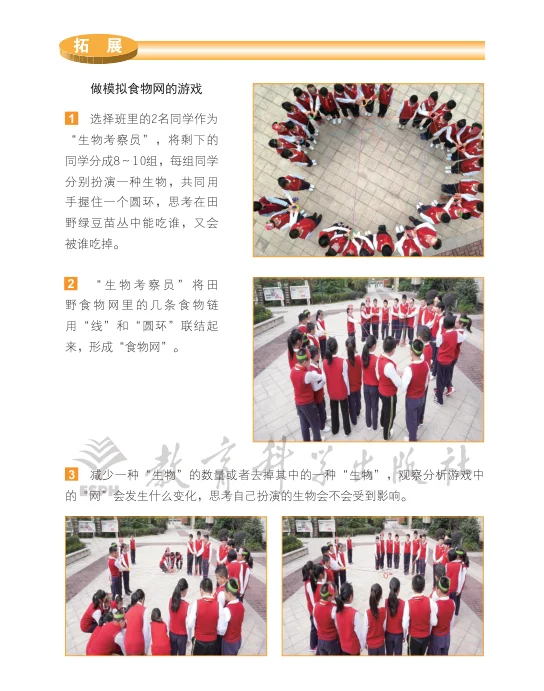 拓 展
做模拟食物网的游戏
1 选择班里的2名同学作为
“生物考察员”，将剩下的
同学分成8～10组，每组同学
分别扮演一种生物，共同用
手握住一个圆环，思考在田
野绿豆苗丛中能吃谁，又会
被谁吃掉。
2 “生物考察员”将田
野食物网里的几条食物链
用“线”和“圆环”联结起
来，形成“食物网”。
教育科学出版社
ESPH
3 减少一种“生物”的数量或者去掉其中的一种“生物”，观察分析游戏中
的“网”会发生什么变化，思考自己扮演的生物会不会受到影响。